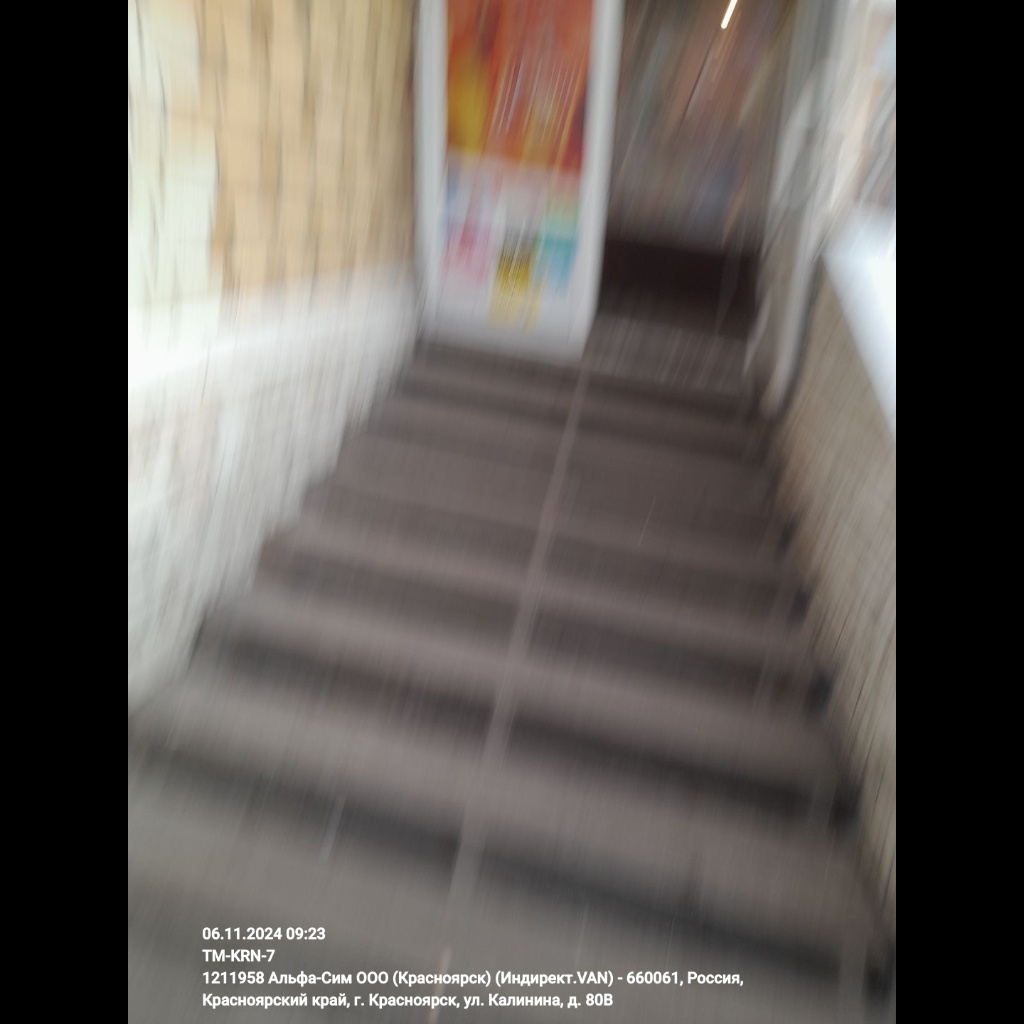 06.11.2024 09:23
TM-KRN-7
1211958 Альфа-Сим ООО (Красноярск) (Индирект.VAN) - 660061, Россия,
Красноярский край, г. Красноярск, ул. Калинина, д. 80В